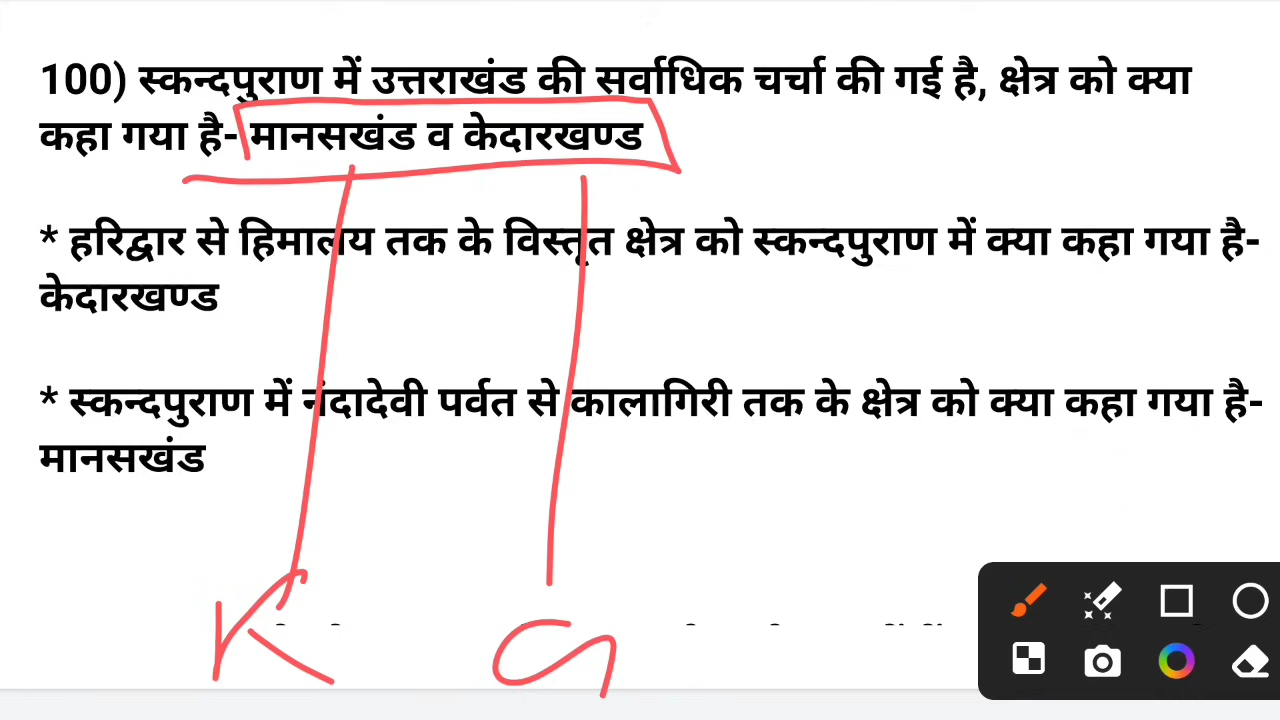 100) स्कन्दपुराण में उत्तराखंड की सर्वाधिक चर्चा की गई है, क्षेत्र को क्या
कहा गया है- मानसखंड व केदारखण्ड
* हरिद्वार से हिमालय तक के विस्तृत क्षेत्र को स्कन्दपुराण में क्या कहा गया है-
केदारखण्ड
* स्कन्दपुराण में नंदादेवी पर्वत से कालागिरी तक के क्षेत्र को क्या कहा गया है-
मानसखंड
K G